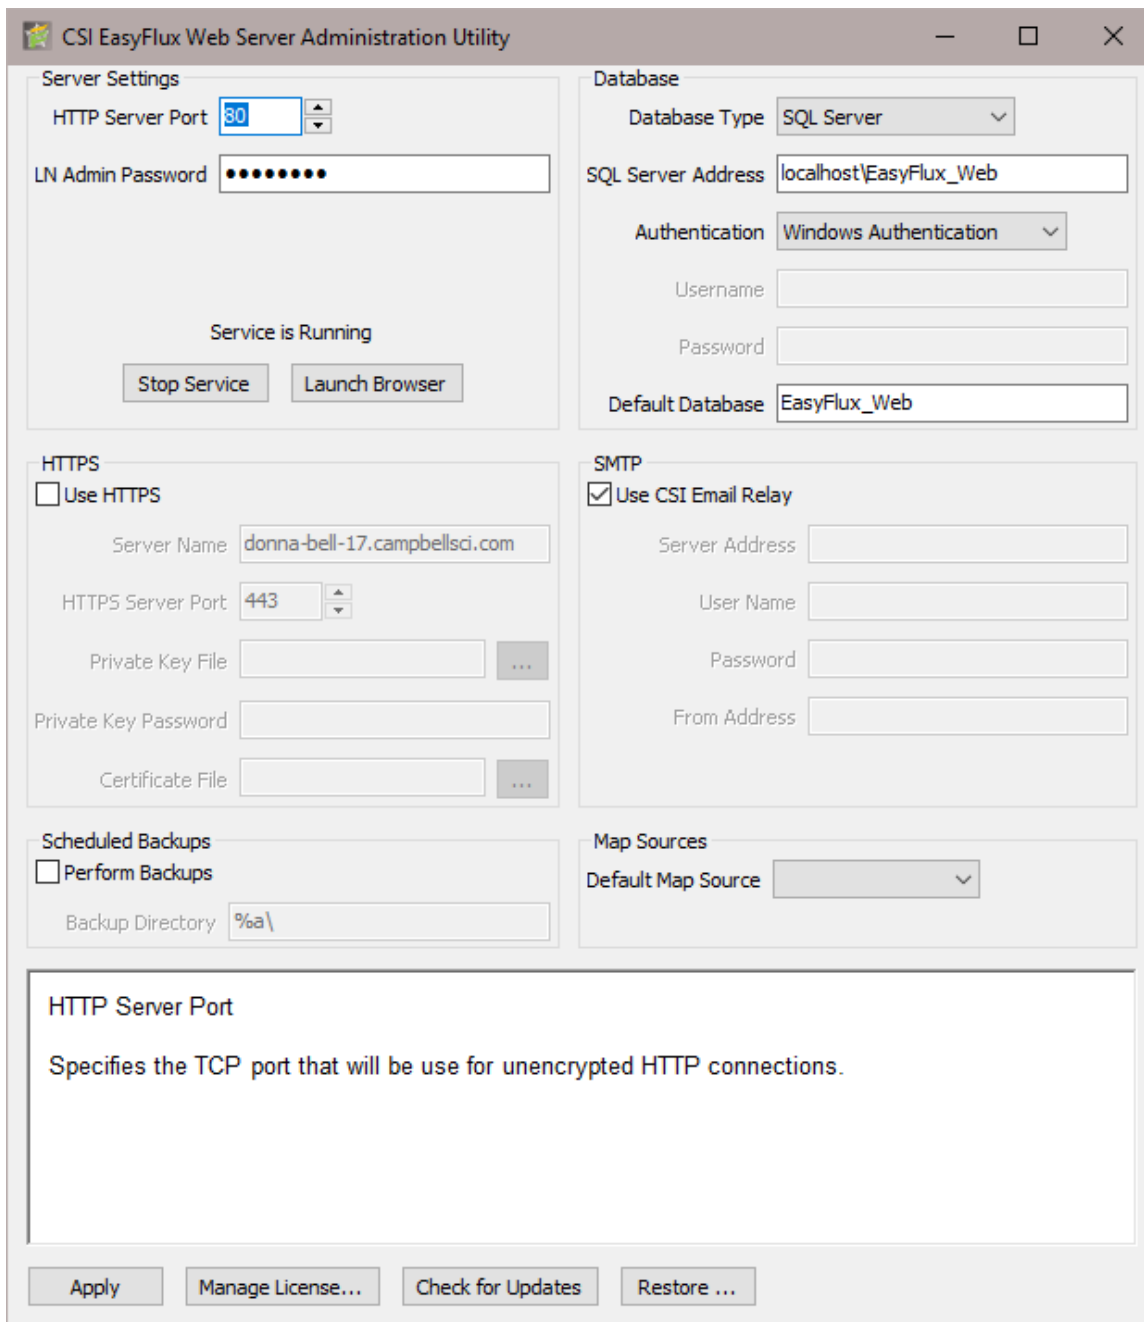 CSI EasyFlux Web Server Administration Utility
Server Settings
HTTP Server Port 80
LN Admin Password ●●●●●●●●
Service is Running
Stop Service Launch Browser
Database
Database Type SQL Server
SQL Server Address localhost\EasyFlux_Web
Authentication Windows Authentication
Username
Password
Default Database EasyFlux_Web
HTTPS
Use HTTPS
Server Name donna-bell-17.campbellsci.com
HTTPS Server Port 443
Private Key File ...
Private Key Password
Certificate File ...
SMTP
Use CSI Email Relay
Server Address
User Name
Password
From Address
Scheduled Backups
Perform Backups
Backup Directory %a\
Map Sources
Default Map Source
HTTP Server Port
Specifies the TCP port that will be use for unencrypted HTTP connections.
Apply Manage License... Check for Updates Restore ...